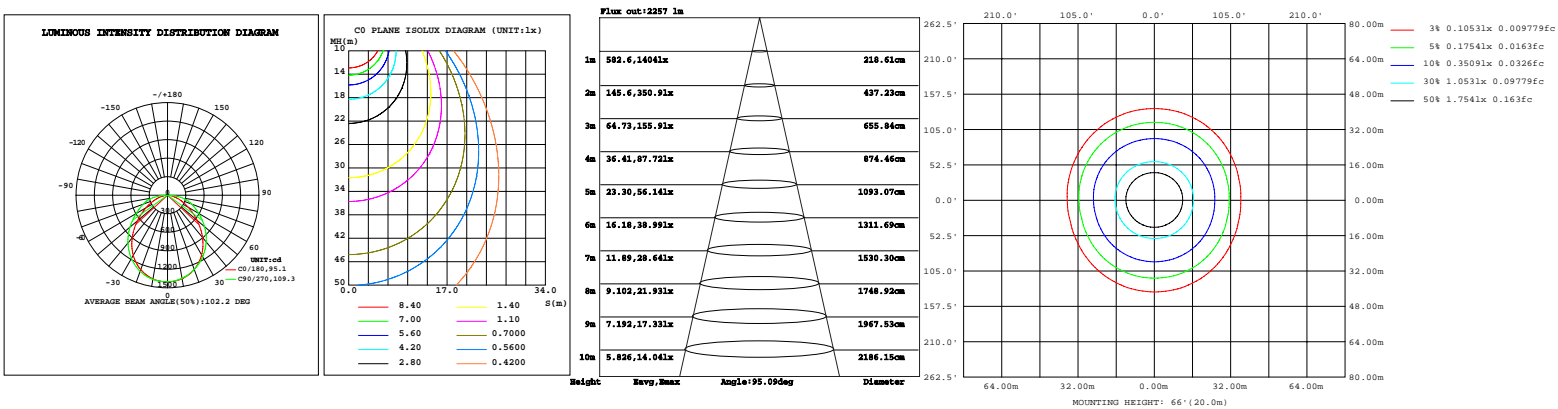 LUMINOUS INTENSITY DISTRIBUTION DIAGRAM
-/+180
-150
150
-120
120
-90
90
60
-30
30
0
0
300
600
900
1200
1500
UNIT:cd
C0/180,95.1
C90/270,109.3
AVERAGE BEAM ANGLE(50%):102.2 DEG
C0 PLANE ISOLUX DIAGRAM (UNIT:lx)
MH(m)
10
14
18
22
26
30
34
38
42
46
50
0.0
17.0
34.0
S(m)
8.40
1.40
7.00
1.10
5.60
0.7000
4.20
0.5600
2.80
0.4200
Flux out:2257 lm
1m 582.6,1404lx 218.61cm
2m 145.6,350.9lx 437.23cm
3m 64.73,155.9lx 655.84cm
4m 36.41,87.72lx 874.46cm
5m 23.30,56.14lx 1093.07cm
6m 16.18,38.99lx 1311.69cm
7m 11.89,28.64lx 1530.30cm
8m 9.102,21.93lx 1748.92cm
9m 7.192,17.33lx 1967.53cm
10m 5.826,14.04lx 2186.15cm
Height Eavg,Emax Angle:95.09deg Diameter
210.0' 105.0' 0.0' 105.0' 210.0'
262.5' 80.00m
210.0' 64.00m
157.5' 48.00m
105.0' 32.00m
52.5' 16.00m
0.0' 0.00m
52.5' 16.00m
105.0' 32.00m
157.5' 48.00m
210.0' 64.00m
262.5' 80.00m
64.00m 32.00m 0.00m 32.00m 64.00m
MOUNTING HEIGHT: 66'(20.0m)
3% 0.1053lx 0.009779fc
5% 0.1754lx 0.0163fc
10% 0.3509lx 0.0326fc
30% 1.053lx 0.09779fc
50% 1.754lx 0.163fc